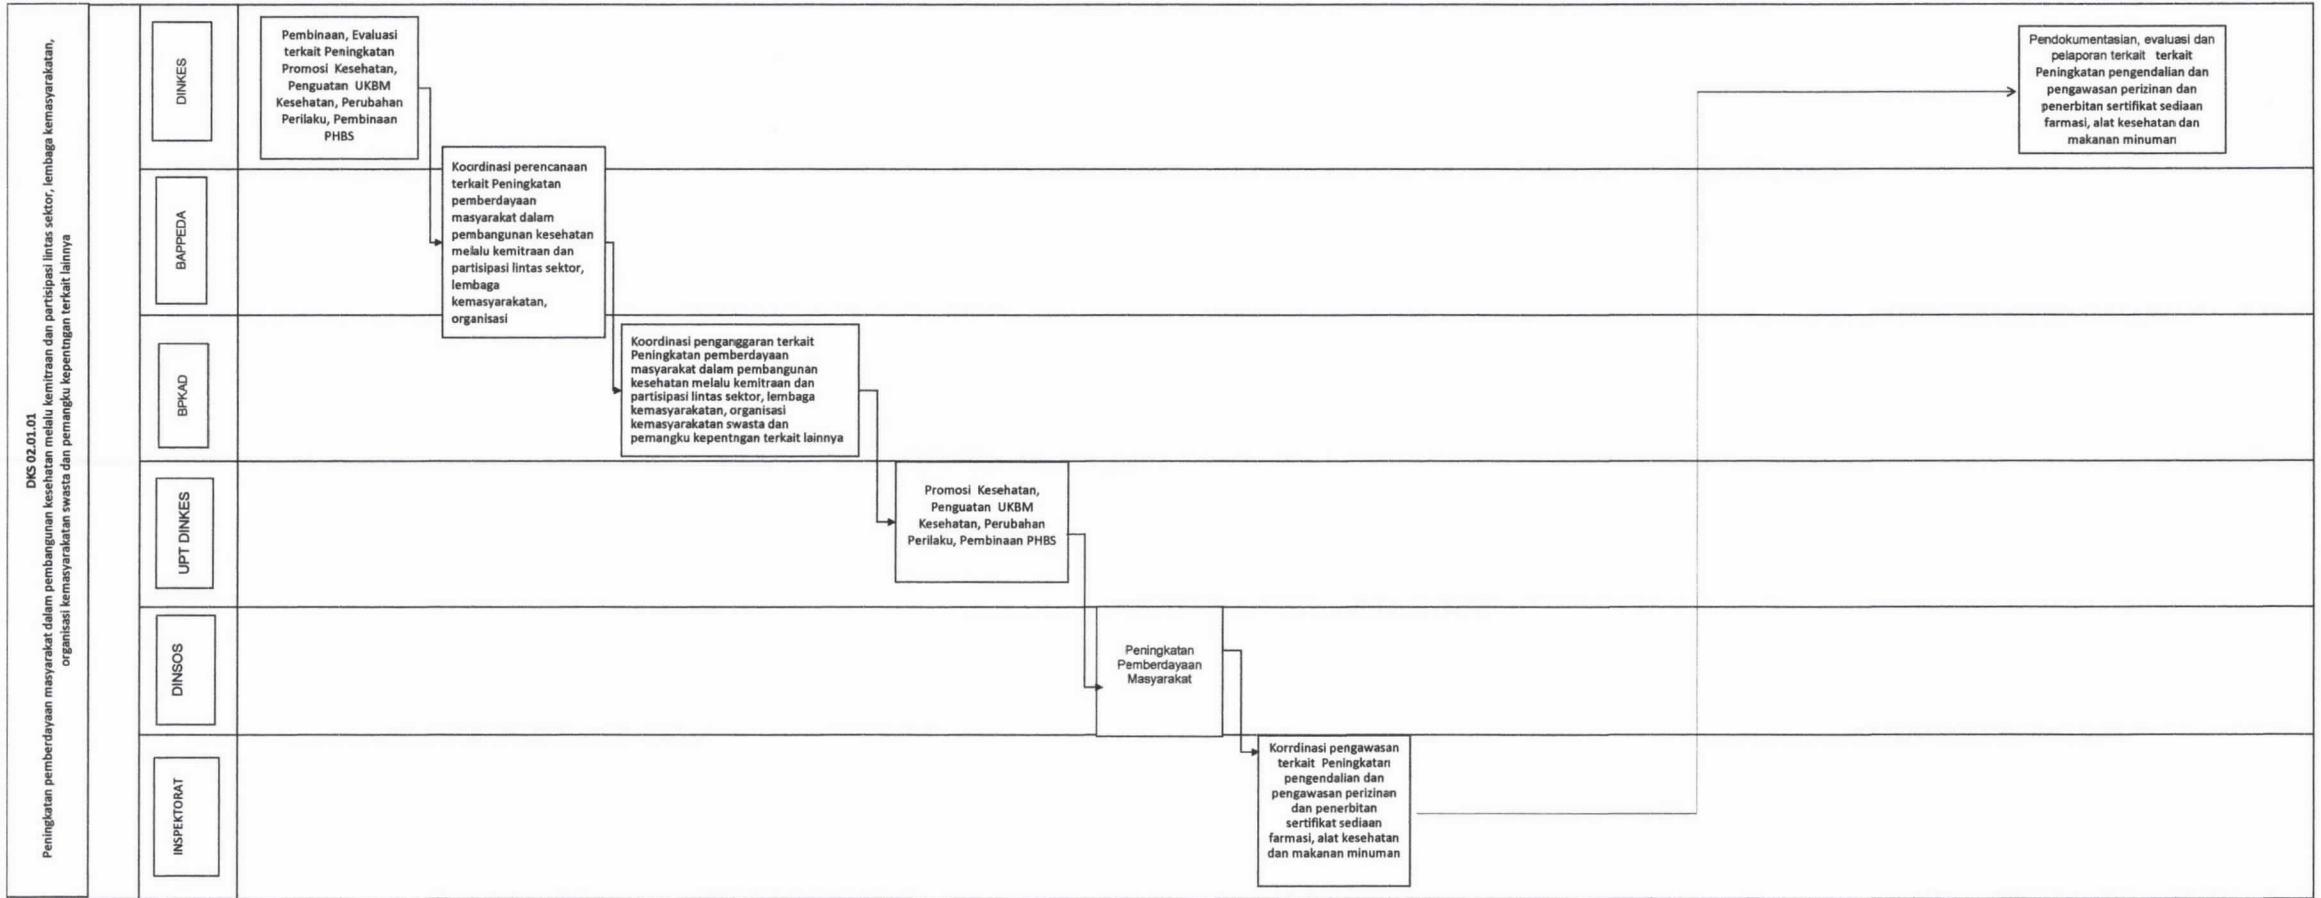 DKS 02.01.01
Peningkatan pemberdayaan masyarakat dalam pembangunan kesehatan melalu kemitraan dan partisipasi lintas sektor, lembaga kemasyarakatan,
organisasi kemasyarakatan swasta dan pemangku kepentngan terkait lainnya
DINKES
Pembinaan, Evaluasi
terkait Peningkatan
Promosi Kesehatan,
Penguatan UKBM
Kesehatan, Perubahan
Perilaku, Pembinaan
PHBS
Pendokumentasian, evaluasi dan
pelaporan terkait terkait
Peningkatan pengendalian dan
pengawasan perizinan dan
penerbitan sertifikat sediaan
farmasi, alat kesehatan dan
makanan minuman
BAPPEDA
Koordinasi perencanaan
terkait Peningkatan
pemberdayaan
masyarakat dalam
pembangunan kesehatan
melalu kemitraan dan
partisipasi lintas sektor,
lembaga
kemasyarakatan,
organisasi
BPKAD
Koordinasi penganggaran terkait
Peningkatan pemberdayaan
masyarakat dalam pembangunan
kesehatan melalu kemitraan dan
partisipasi lintas sektor, lembaga
kemasyarakatan, organisasi
kemasyarakatan swasta dan
pemangku kepentngan terkait lainnya
UPT DINKES
Promosi Kesehatan,
Penguatan UKBM
Kesehatan, Perubahan
Perilaku, Pembinaan PHBS
DINSOS
Peningkatan
Pemberdayaan
Masyarakat
INSPEKTORAT
Korrdinasi pengawasan
terkait Peningkatan
pengendalian dan
pengawasan perizinan
dan penerbitan
sertifikat sediaan
farmasi, alat kesehatan
dan makanan minuman